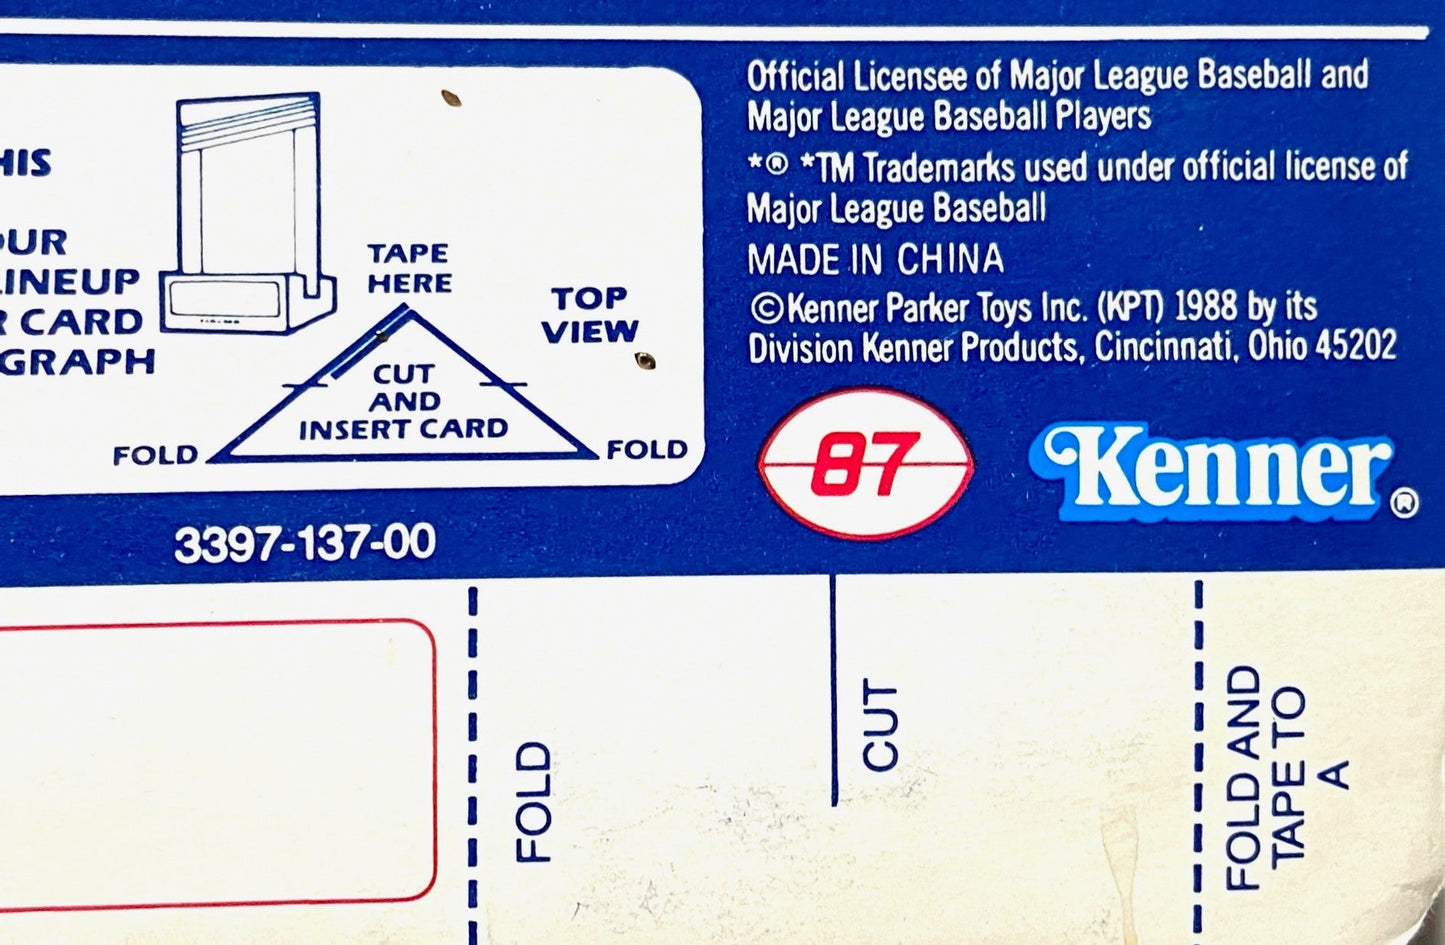 HIS
OUR
LINEUP
R CARD
GRAPH
TAPE
HERE
TOP
VIEW
CUT
AND
INSERT CARD
FOLD
FOLD
3397-137-00
Official Licensee of Major League Baseball and
Major League Baseball Players
*® *TM Trademarks used under official license of
Major League Baseball
MADE IN CHINA
©Kenner Parker Toys Inc. (KPT) 1988 by its
Division Kenner Products, Cincinnati, Ohio 45202
87
Kenner®
FOLD
CUT
FOLD AND
TAPE TO
A